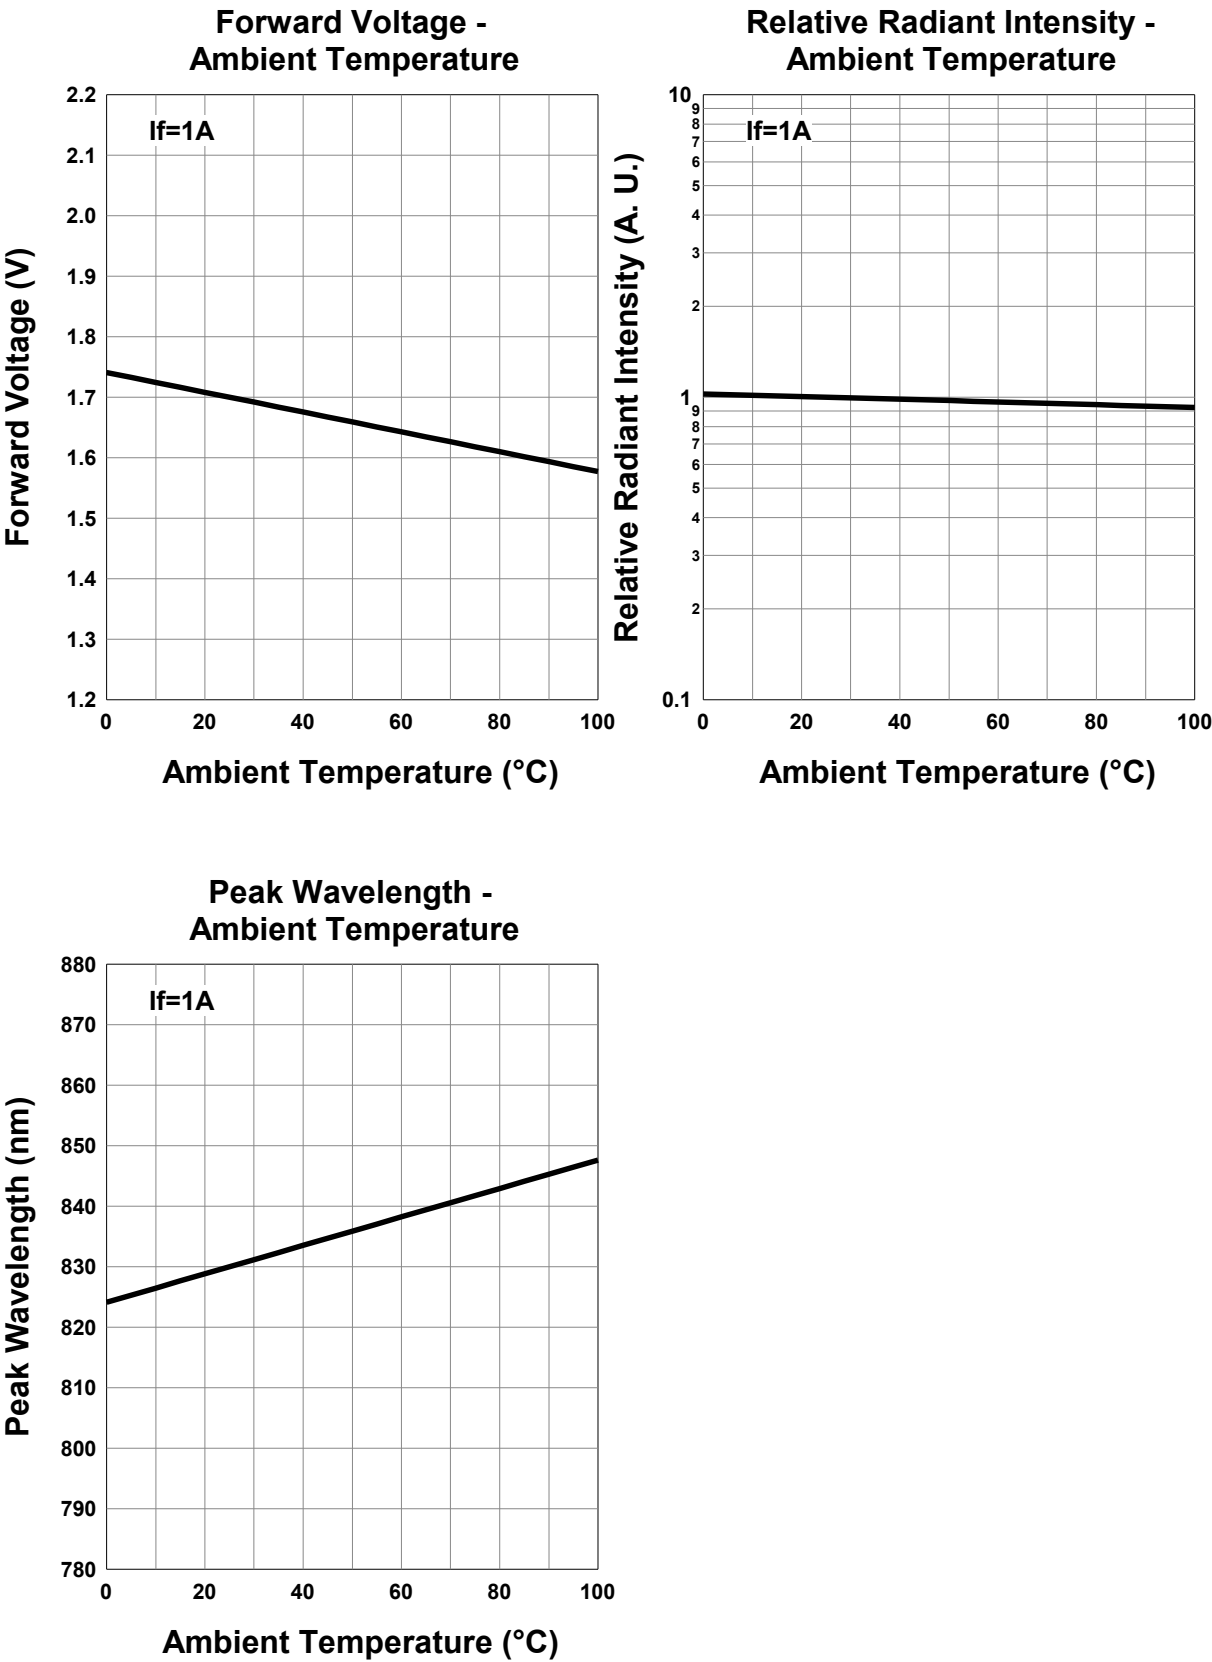 Forward Voltage -
Ambient Temperature
If=1A
Forward Voltage (V)
2.2
2.1
2.0
1.9
1.8
1.7
1.6
1.5
1.4
1.3
1.2
0 20 40 60 80 100
Ambient Temperature (°C)
Relative Radiant Intensity -
Ambient Temperature
If=1A
Relative Radiant Intensity (A. U.)
10
9
8
7
6
5
4
3
2
1
9
8
7
6
5
4
3
2
0.1
0 20 40 60 80 100
Ambient Temperature (°C)
Peak Wavelength -
Ambient Temperature
If=1A
Peak Wavelength (nm)
880
870
860
850
840
830
820
810
800
790
780
0 20 40 60 80 100
Ambient Temperature (°C)